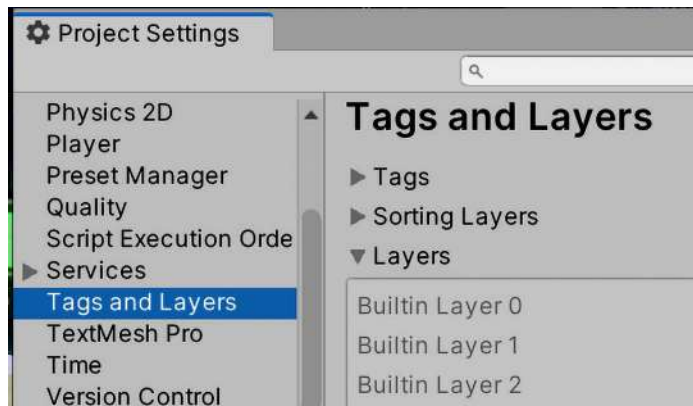 Project Settings
Physics 2D
Player
Preset Manager
Quality
Script Execution Orde
Services
Tags and Layers
TextMesh Pro
Time
Version Control
Tags and Layers
Tags
Sorting Layers
Layers
Builtin Layer 0
Builtin Layer 1
Builtin Layer 2